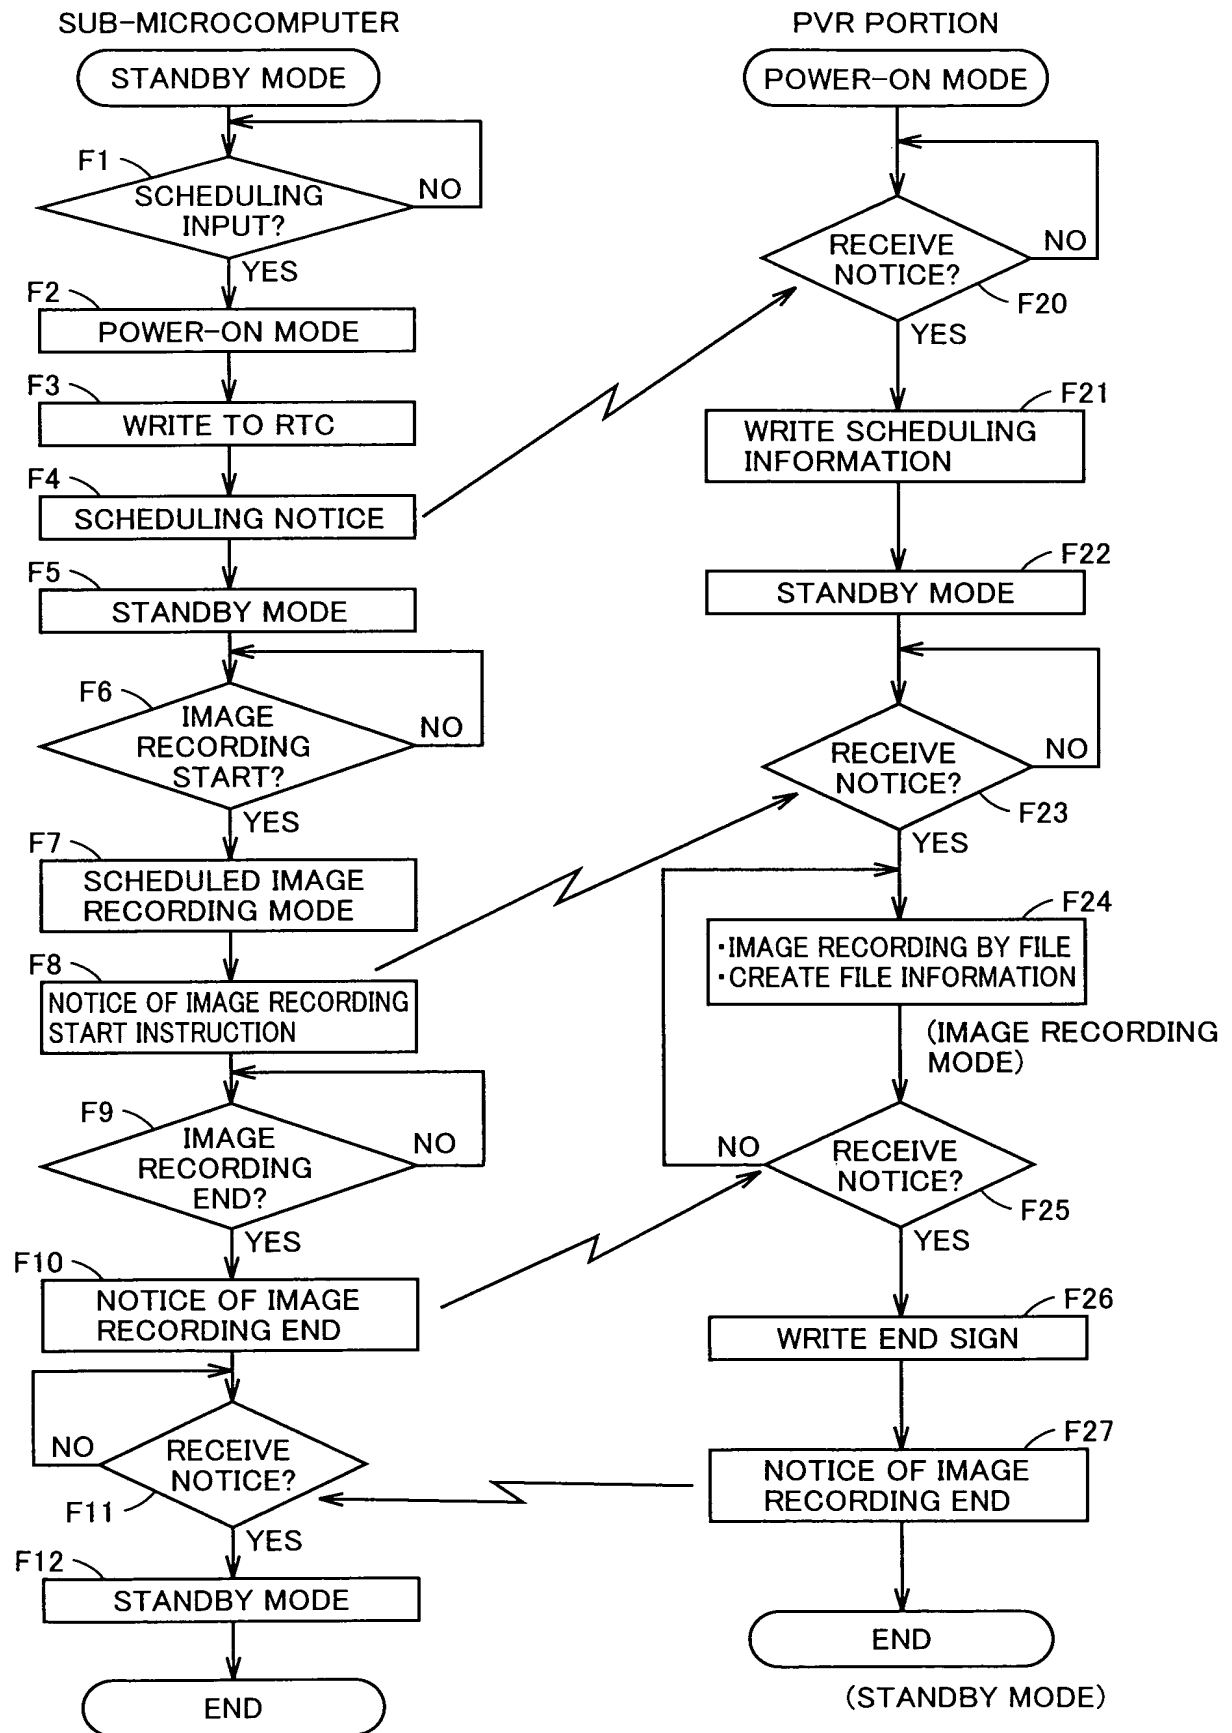 SUB-MICROCOMPUTER
STANDBY MODE
F1
SCHEDULING
INPUT?
NO
YES
F2
POWER-ON MODE
F3
WRITE TO RTC
F4
SCHEDULING NOTICE
F5
STANDBY MODE
F6
IMAGE
RECORDING
START?
NO
YES
F7
SCHEDULED IMAGE
RECORDING MODE
F8
NOTICE OF IMAGE RECORDING
START INSTRUCTION
F9
IMAGE
RECORDING
END?
NO
YES
F10
NOTICE OF IMAGE
RECORDING END
NO
RECEIVE
NOTICE?
F11
YES
F12
STANDBY MODE
END
PVR PORTION
POWER-ON MODE
RECEIVE
NOTICE?
NO
F20
YES
F21
WRITE SCHEDULING
INFORMATION
F22
STANDBY MODE
RECEIVE
NOTICE?
NO
F23
YES
F24
・IMAGE RECORDING BY FILE
・CREATE FILE INFORMATION
(IMAGE RECORDING
MODE)
NO
RECEIVE
NOTICE?
F25
YES
F26
WRITE END SIGN
F27
NOTICE OF IMAGE
RECORDING END
END
(STANDBY MODE)